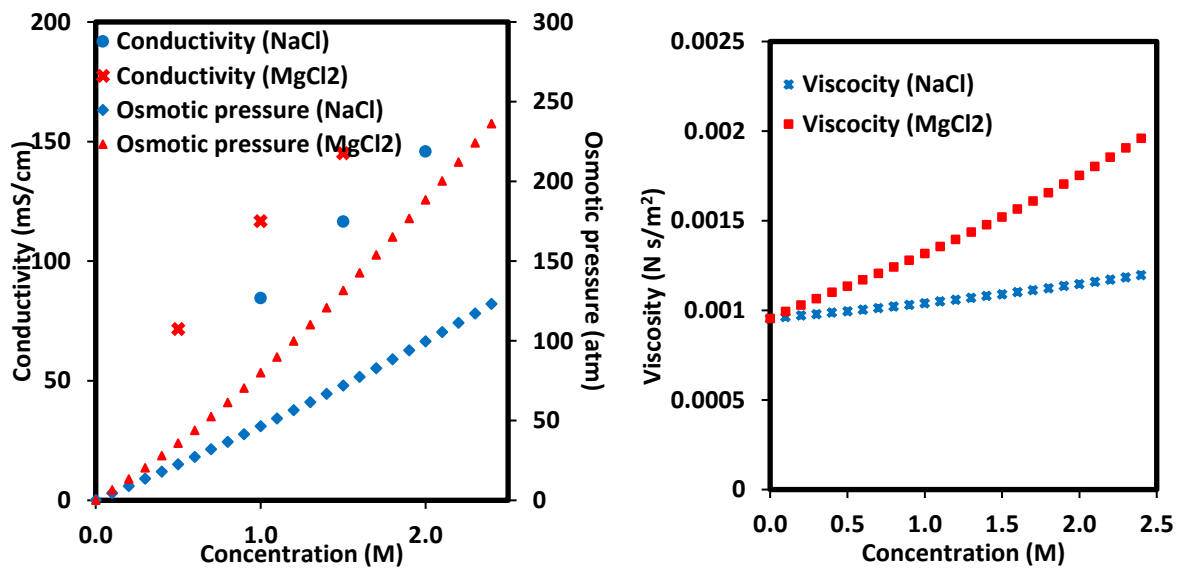 200
150
100
50
0
Conductivity (mS/cm)
Conductivity (NaCl)
Conductivity (MgCl2)
Osmotic pressure (NaCl)
Osmotic pressure (MgCl2)
300
250
200
150
100
50
0
Osmotic pressure (atm)
0.0 1.0 2.0
Concentration (M)
0.0025
0.002
0.0015
0.001
0.0005
0
Viscosity (N s/m²)
Viscocity (NaCl)
Viscocity (MgCl2)
0.0 0.5 1.0 1.5 2.0 2.5
Concentration (M)